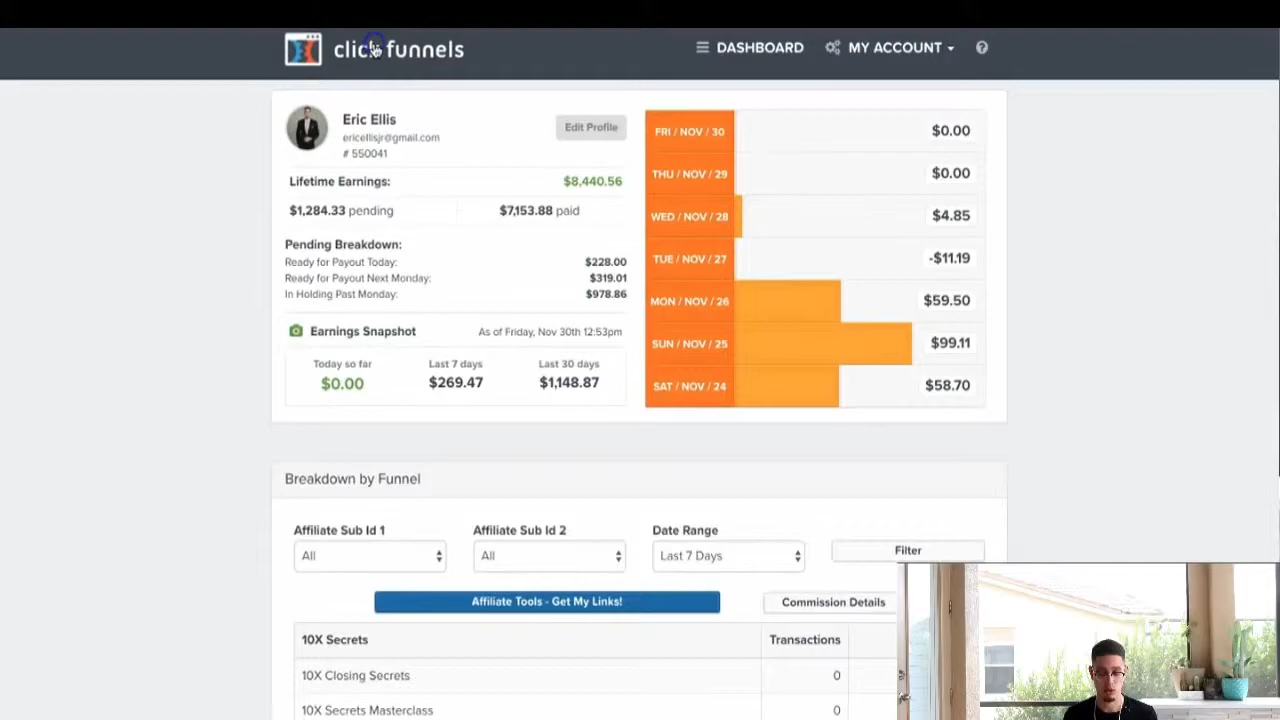 click funnels
DASHBOARD
MY ACCOUNT
Eric Ellis
ericellisjr@gmail.com
# 550041
Edit Profile
Lifetime Earnings: $8,440.56
$1,284.33 pending $7,153.88 paid
Pending Breakdown:
Ready for Payout Today: $228.00
Ready for Payout Next Monday: $319.01
In Holding Past Monday: $978.86
Earnings Snapshot As of Friday, Nov 30th 12:53pm
Today so far Last 7 days Last 30 days
$0.00 $269.47 $1,148.87
FRI / NOV / 30 $0.00
THU / NOV / 29 $0.00
WED / NOV / 28 $4.85
TUE / NOV / 27 -$11.19
MON / NOV / 26 $59.50
SUN / NOV / 25 $99.11
SAT / NOV / 24 $58.70
Breakdown by Funnel
Affiliate Sub Id 1 Affiliate Sub Id 2 Date Range
All All Last 7 Days Filter
Affiliate Tools - Get My Links! Commission Details
10X Secrets Transactions
10X Closing Secrets 0
10X Secrets Masterclass 0